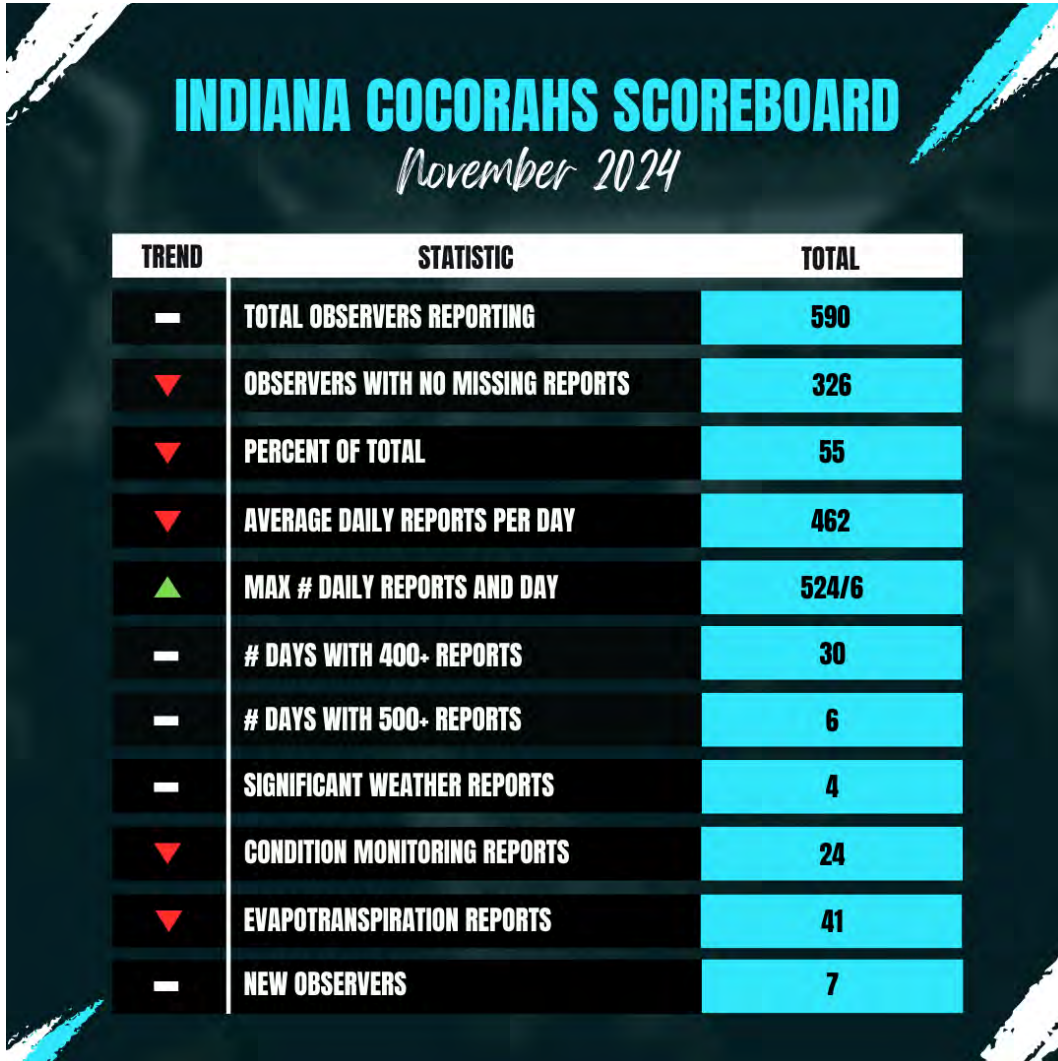 INDIANA COCORAHS SCOREBOARD
November 2024
TREND STATISTIC TOTAL
TOTAL OBSERVERS REPORTING 590
OBSERVERS WITH NO MISSING REPORTS 326
PERCENT OF TOTAL 55
AVERAGE DAILY REPORTS PER DAY 462
MAX # DAILY REPORTS AND DAY 524/6
# DAYS WITH 400+ REPORTS 30
# DAYS WITH 500+ REPORTS 6
SIGNIFICANT WEATHER REPORTS 4
CONDITION MONITORING REPORTS 24
EVAPOTRANSPIRATION REPORTS 41
NEW OBSERVERS 7